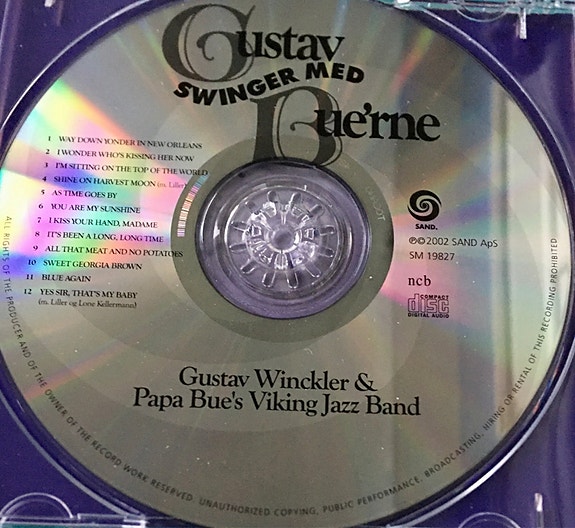 Gustav
SWINGER MED
Bue'rne
1 WAY DOWN YONDER IN NEW ORLEANS
2 I WONDER WHO'S KISSING HER NOW
3 I'M SITTING ON THE TOP OF THE WORLD
4 SHINE ON HARVEST MOON (m. Liller)
5 AS TIME GOES BY
6 YOU ARE MY SUNSHINE
7 I KISS YOUR HAND, MADAME
8 IT'S BEEN A LONG, LONG TIME
9 ALL THAT MEAT AND NO POTATOES
10 SWEET GEORGIA BROWN
11 BLUE AGAIN
12 YES SIR, THAT'S MY BABY
(m. Liller og Lone Kellermann)
SAND.
℗© 2002 SAND ApS
SM 19827
ncb
COMPACT
disc
DIGITAL AUDIO
Gustav Winckler &
Papa Bue's Viking Jazz Band
ALL RIGHTS OF THE PRODUCER AND OF THE OWNER OF THE RECORD WORK RESERVED. UNAUTHORIZED COPYING, PUBLIC PERFORMANCE, BROADCASTING, HIRING OR RENTAL OF THIS RECORDING PROHIBITED.